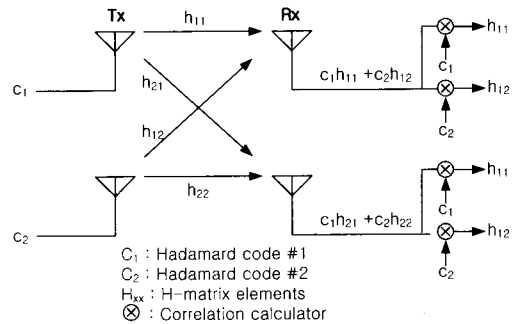 Tx
h11
Rx
h11
c1
c1
c1h11 +c2h12
h21
h12
h12
c2
h11
h22
c1
c1h21 +c2h22
h12
c2
c2
C1 : Hadamard code #1
C2 : Hadamard code #2
Hxx : H-matrix elements
⊗ : Correlation calculator